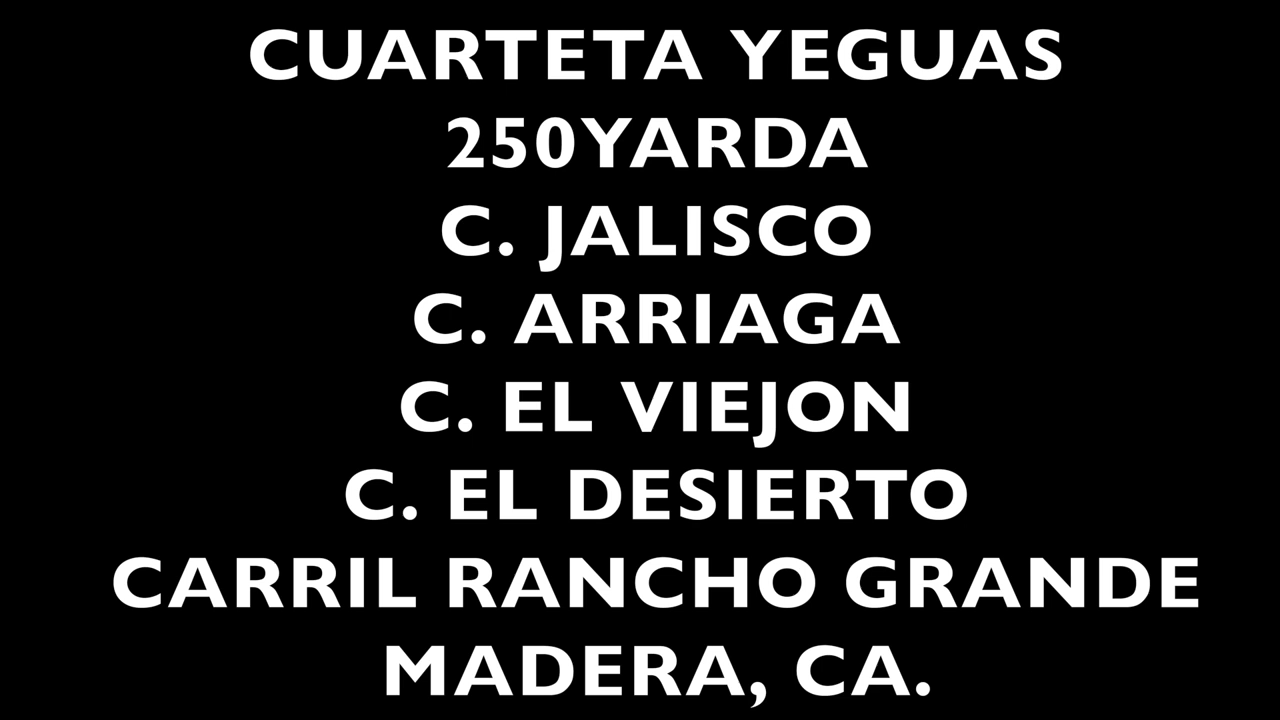 CUARTETA YEGUAS
250YARDA
C. JALISCO
C. ARRIAGA
C. EL VIEJON
C. EL DESIERTO
CARRIL RANCHO GRANDE
MADERA, CA.